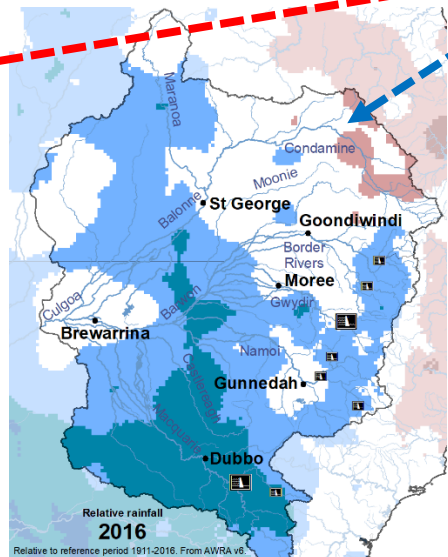 Maranoa
Condamine
Moonie
Balonne
St George
Goondiwindi
Border
Rivers
Moree
Culgoa
Barwon
Gwydir
Brewarrina
Namoi
Castlereagh
Gunnedah
Macquarie
Dubbo
Relative rainfall
2016
Relative to reference period 1911-2016. From AWRA v6.